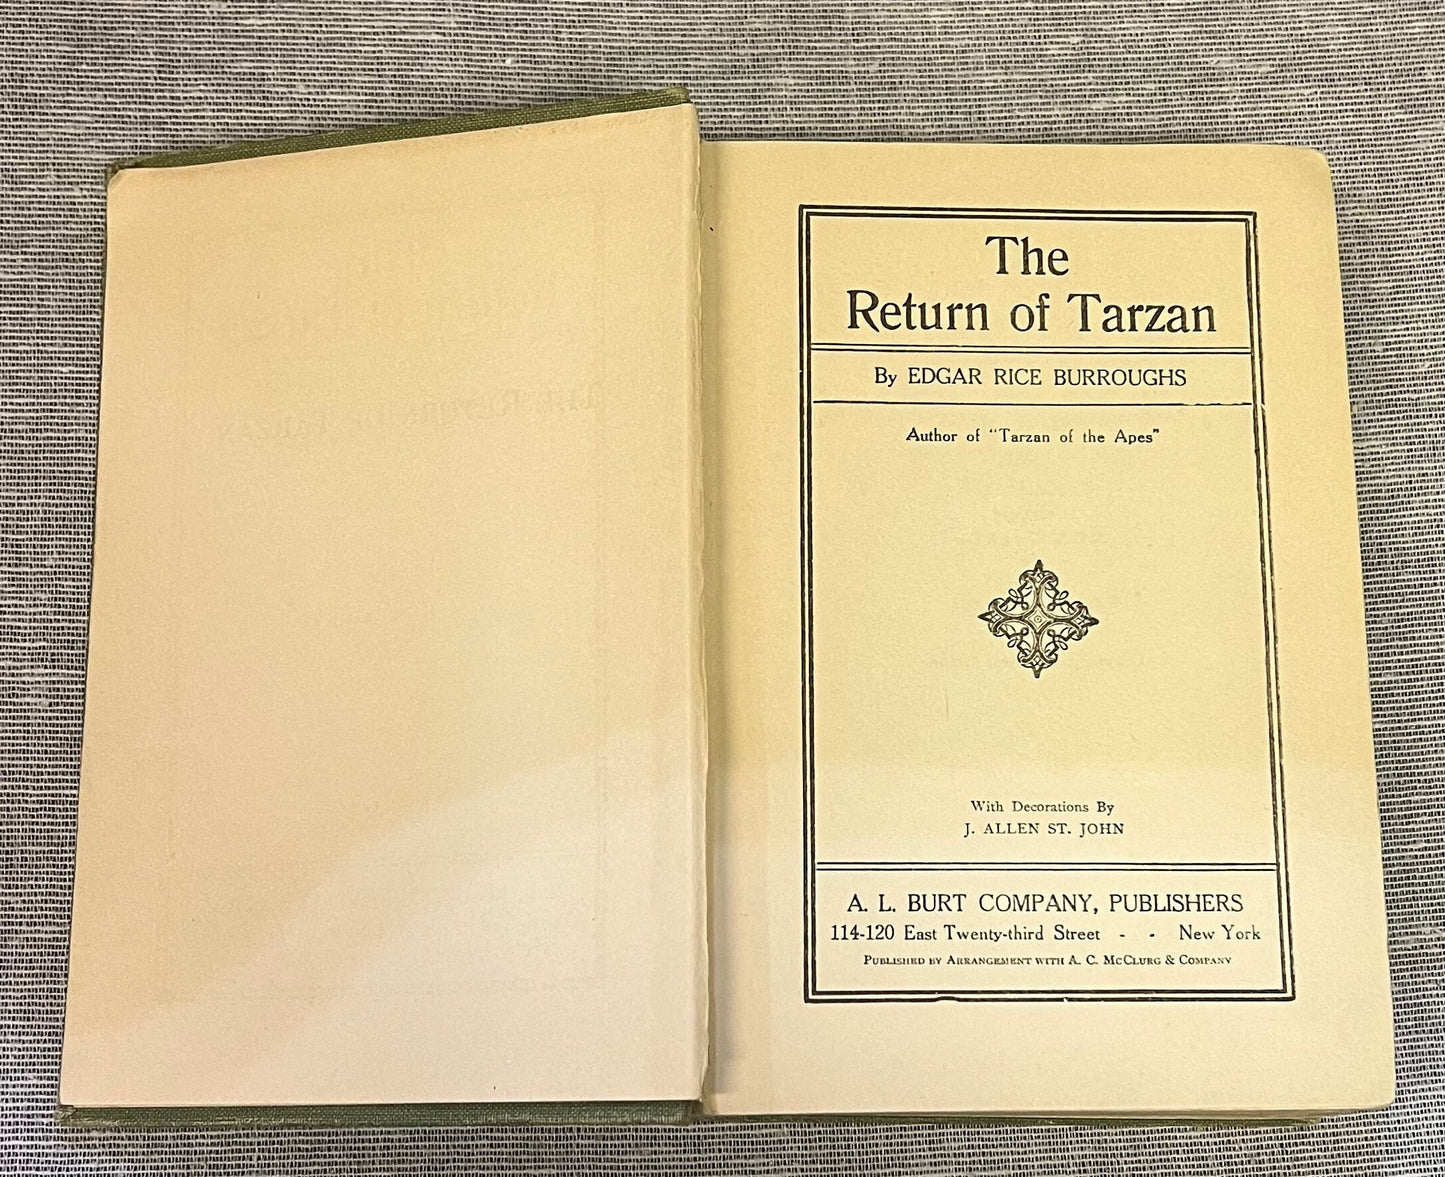 The
Return of Tarzan
By EDGAR RICE BURROUGHS
Author of "Tarzan of the Apes"
With Decorations By
J. ALLEN ST. JOHN
A. L. BURT COMPANY, PUBLISHERS
114-120 East Twenty-third Street - - New York
Published by Arrangement with A. C. McClurg & Company